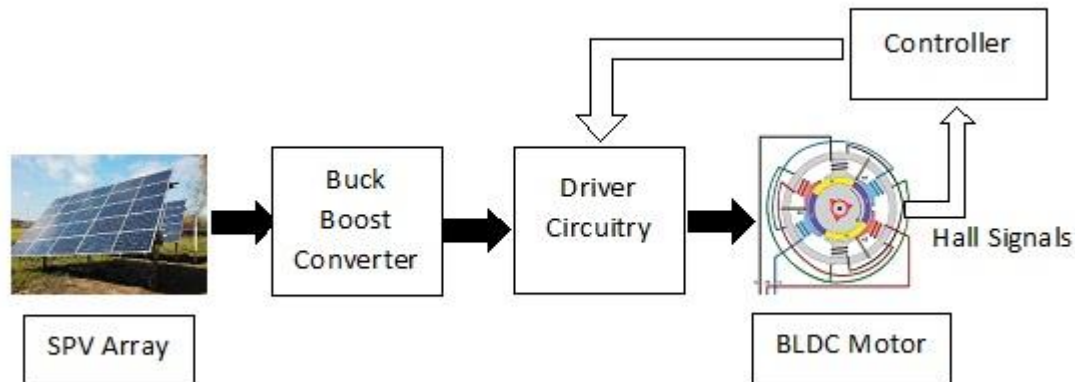 Controller
Buck
Boost
Converter
Driver
Circuitry
Hall Signals
SPV Array
BLDC Motor